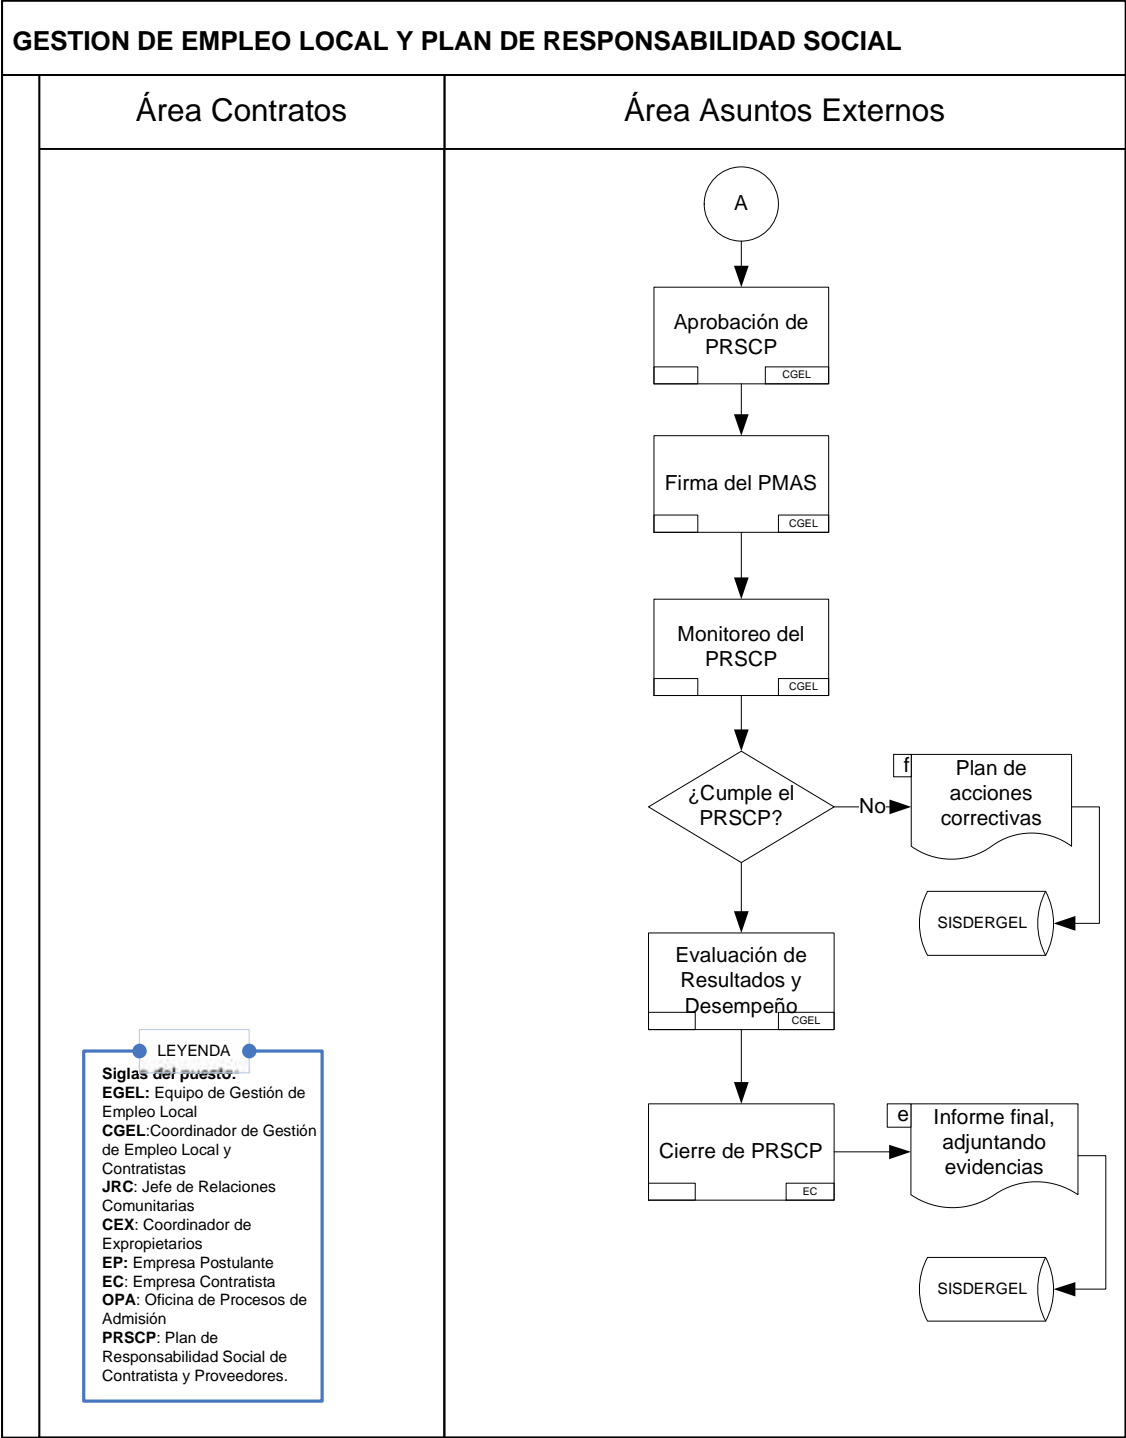 GESTION DE EMPLEO LOCAL Y PLAN DE RESPONSABILIDAD SOCIAL
Área Contratos
Área Asuntos Externos
A
Aprobación de
PRSCP
CGEL
Firma del PMAS
CGEL
Monitoreo del
PRSCP
CGEL
¿Cumple el
PRSCP?
No
f
Plan de
acciones
correctivas
SISDERGEL
Evaluación de
Resultados y
Desempeño
CGEL
Cierre de PRSCP
EC
e
Informe final,
adjuntando
evidencias
SISDERGEL
LEYENDA
Siglas del puesto:
EGEL: Equipo de Gestión de
Empleo Local
CGEL:Coordinador de Gestión
de Empleo Local y
Contratistas
JRC: Jefe de Relaciones
Comunitarias
CEX: Coordinador de
Expropietarios
EP: Empresa Postulante
EC: Empresa Contratista
OPA: Oficina de Procesos de
Admisión
PRSCP: Plan de
Responsabilidad Social de
Contratista y Proveedores.